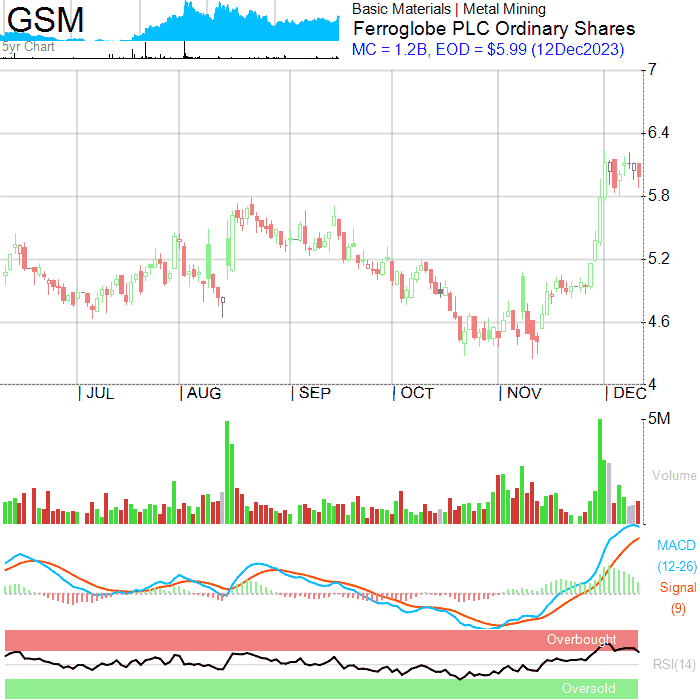 GSM
5yr Chart
Basic Materials | Metal Mining
Ferroglobe PLC Ordinary Shares
MC = 1.2B, EOD = $5.99 (12Dec2023)
7
6.4
5.8
5.2
4.6
4
JUL AUG SEP OCT NOV DEC
5M
Volume
MACD
(12-26)
Signal
(9)
Overbought
RSI(14)
Oversold